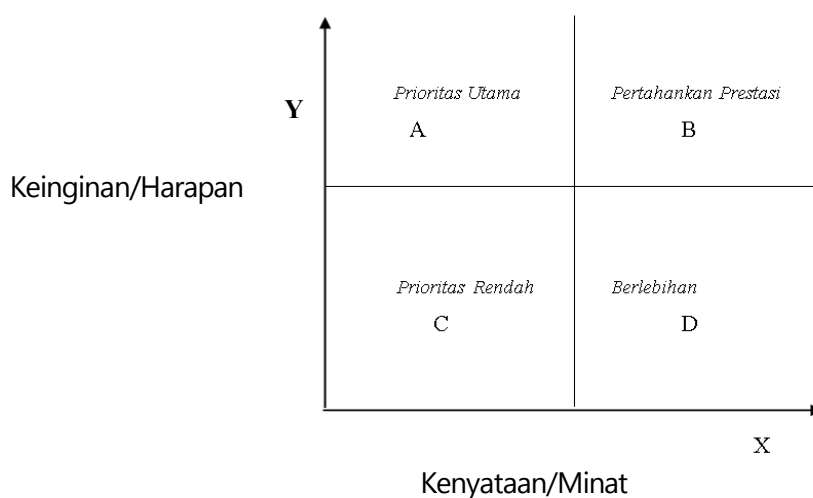 Y
Prioritas Utama
A
Pertahankan Prestasi
B
Keinginan/Harapan
Prioritas Rendah
C
Berlebihan
D
X
Kenyataan/Minat